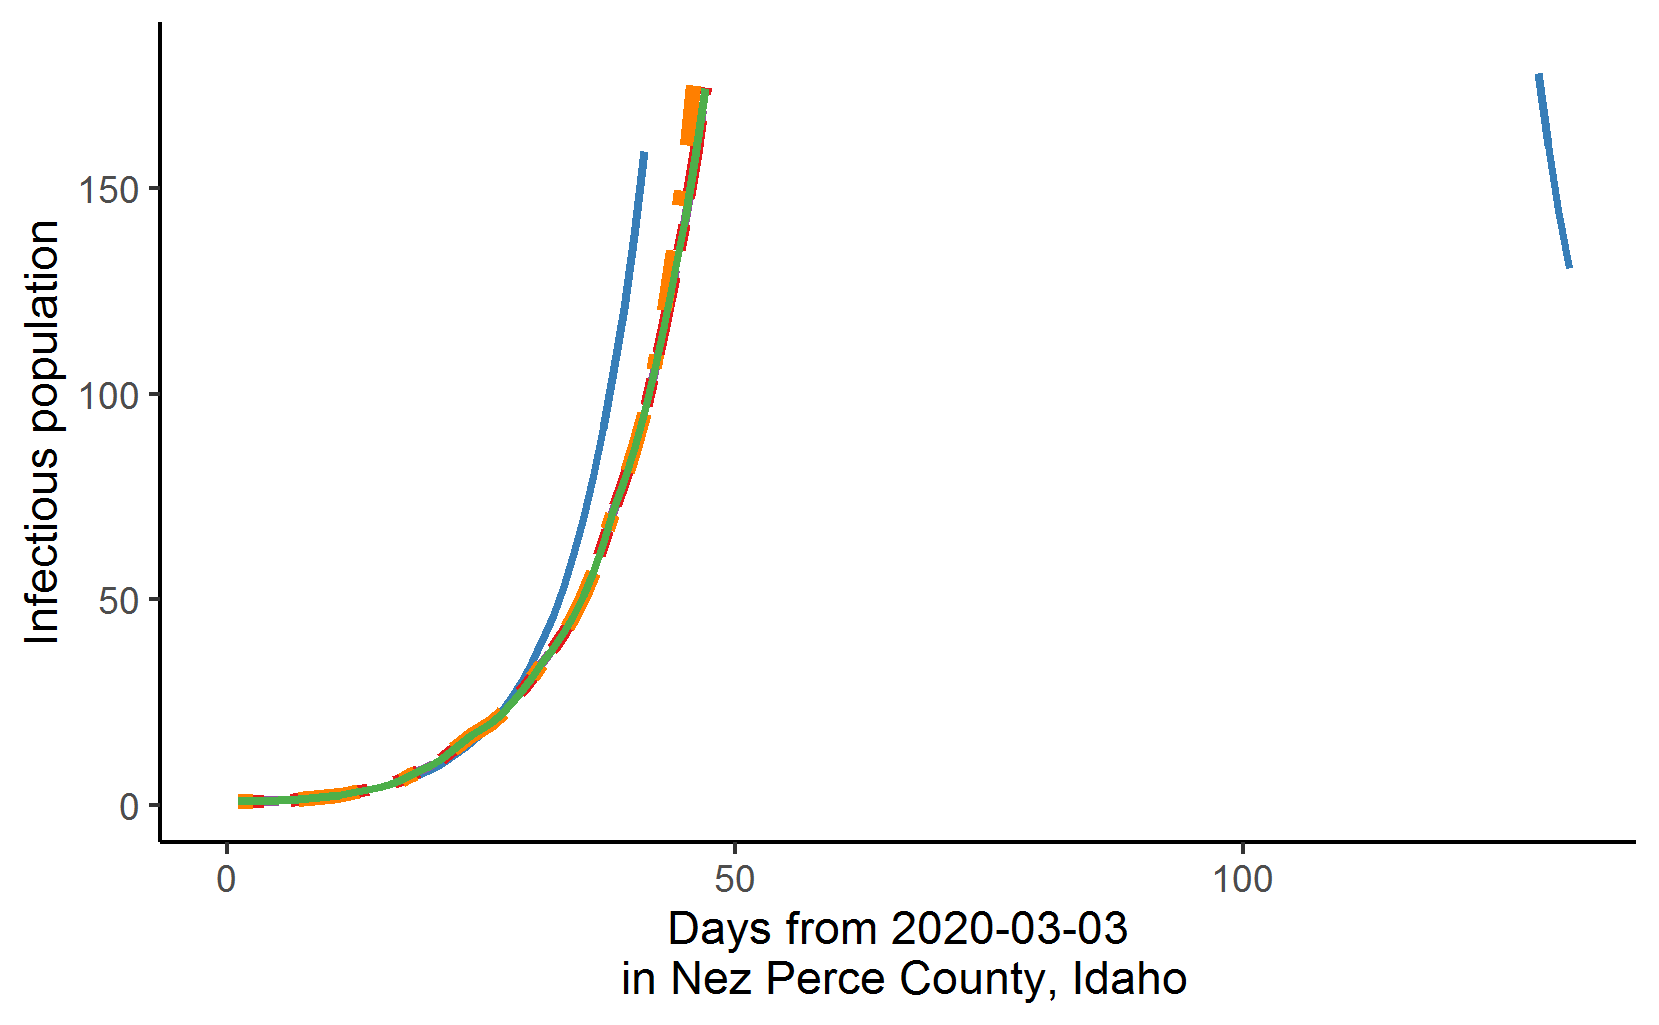 Infectious population
150
100
50
0
0 50 100
Days from 2020-03-03
in Nez Perce County, Idaho